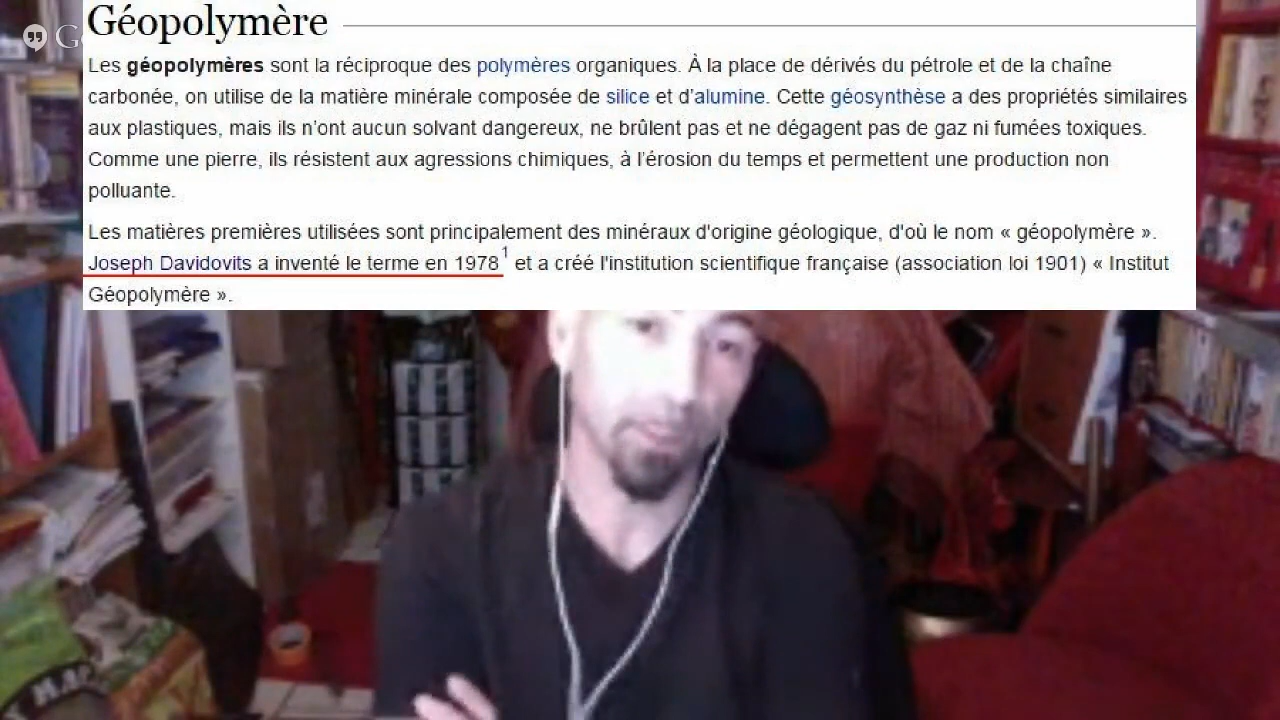 Géopolymère
Les géopolymères sont la réciproque des polymères organiques. À la place de dérivés du pétrole et de la chaîne
carbonée, on utilise de la matière minérale composée de silice et d’alumine. Cette géosynthèse a des propriétés similaires
aux plastiques, mais ils n’ont aucun solvant dangereux, ne brûlent pas et ne dégagent pas de gaz ni fumées toxiques.
Comme une pierre, ils résistent aux agressions chimiques, à l’érosion du temps et permettent une production non
polluante.
Les matières premières utilisées sont principalement des minéraux d'origine géologique, d'où le nom « géopolymère ».
Joseph Davidovits a inventé le terme en 1978¹ et a créé l'institution scientifique française (association loi 1901) « Institut
Géopolymère ».